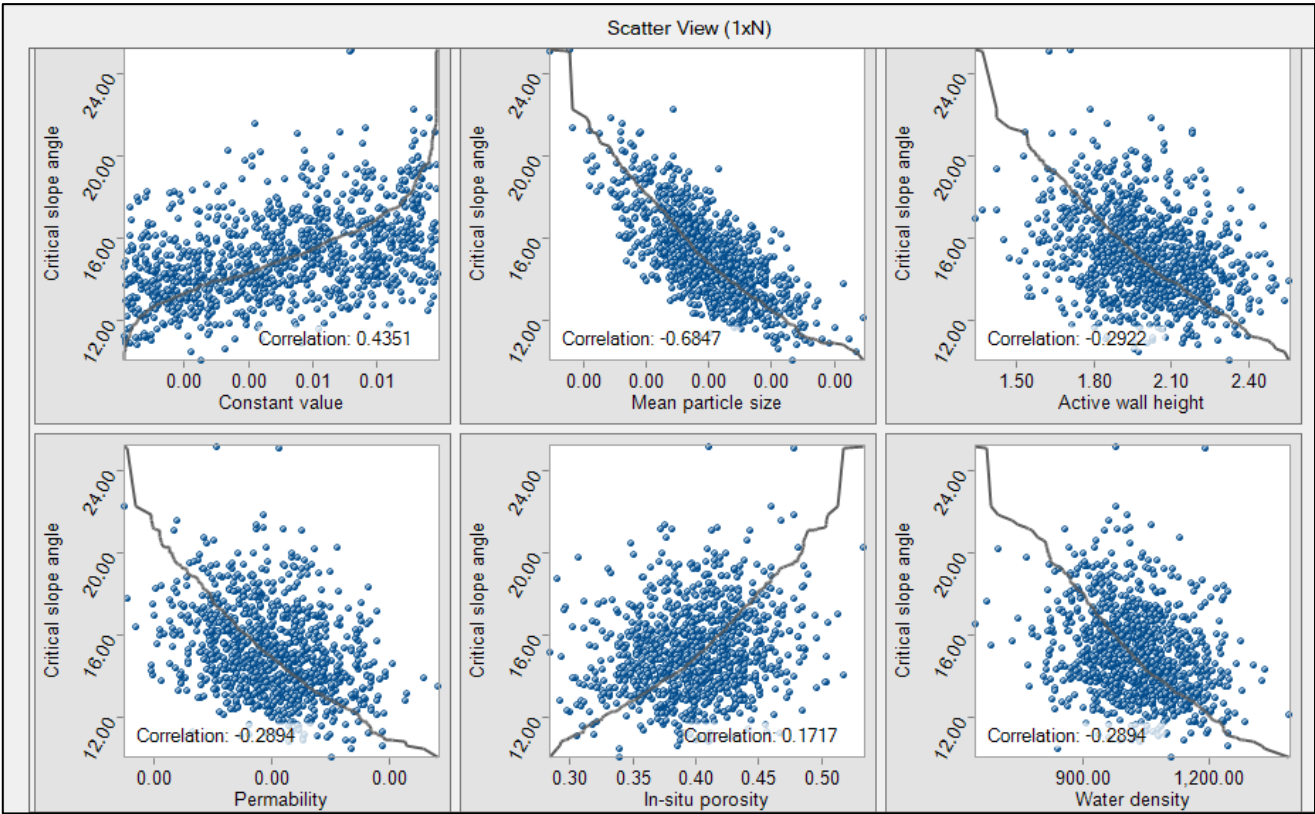 Scatter View (1xN)
Critical slope angle
24.00
20.00
16.00
12.00
Correlation: 0.4351
0.00 0.00 0.01 0.01
Constant value
Critical slope angle
24.00
20.00
16.00
12.00
Correlation: -0.6847
0.00 0.00 0.00 0.00 0.00
Mean particle size
Critical slope angle
24.00
20.00
16.00
12.00
Correlation: -0.2922
1.50 1.80 2.10 2.40
Active wall height
Critical slope angle
24.00
20.00
16.00
12.00
Correlation: -0.2894
0.00 0.00 0.00
Permability
Critical slope angle
24.00
20.00
16.00
12.00
Correlation: 0.1717
0.30 0.35 0.40 0.45 0.50
In-situ porosity
Critical slope angle
24.00
20.00
16.00
12.00
Correlation: -0.2894
900.00 1,200.00
Water density